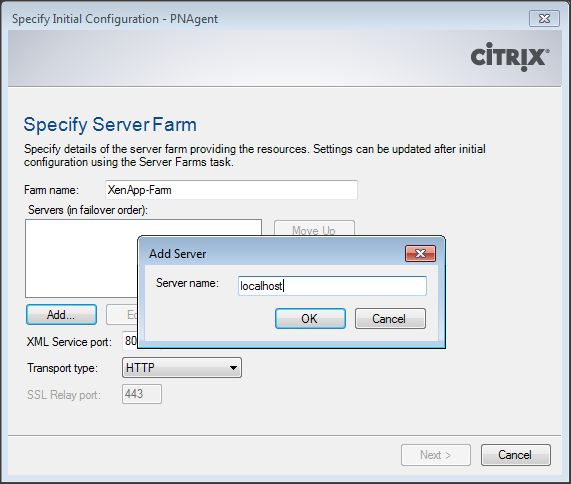 Specify Initial Configuration - PNAgent
CİTRIX®
Specify Server Farm
Specify details of the server farm providing the resources. Settings can be updated after initial
configuration using the Server Farms task.
Farm name: XenApp-Farm
Servers (in failover order):
Move Up
Add Server
Server name: localhost
OK Cancel
Add... Ed
XML Service port: 80
Transport type: HTTP
SSL Relay port: 443
Next > Cancel